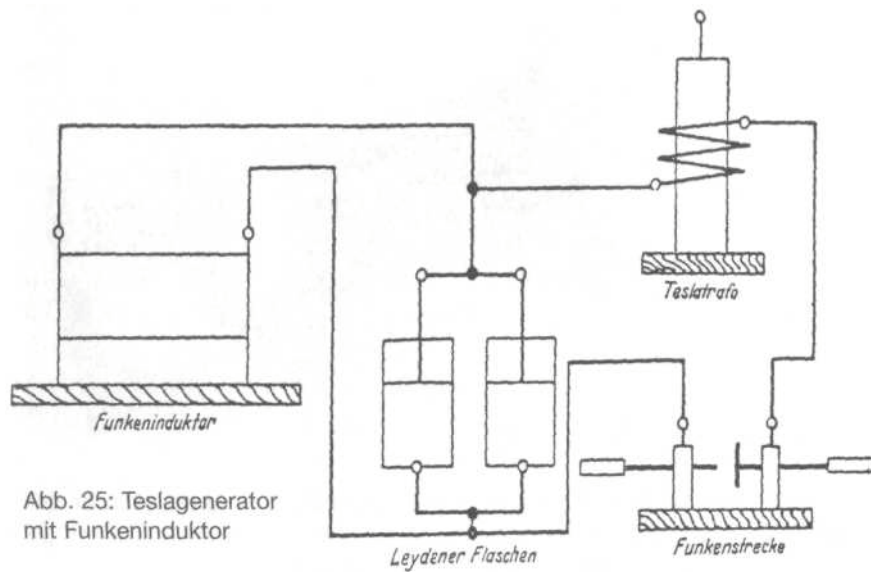 Teslatrafo
Funkeninduktor
Abb. 25: Teslagenerator
mit Funkeninduktor
Leydener Flaschen
Funkenstrecke